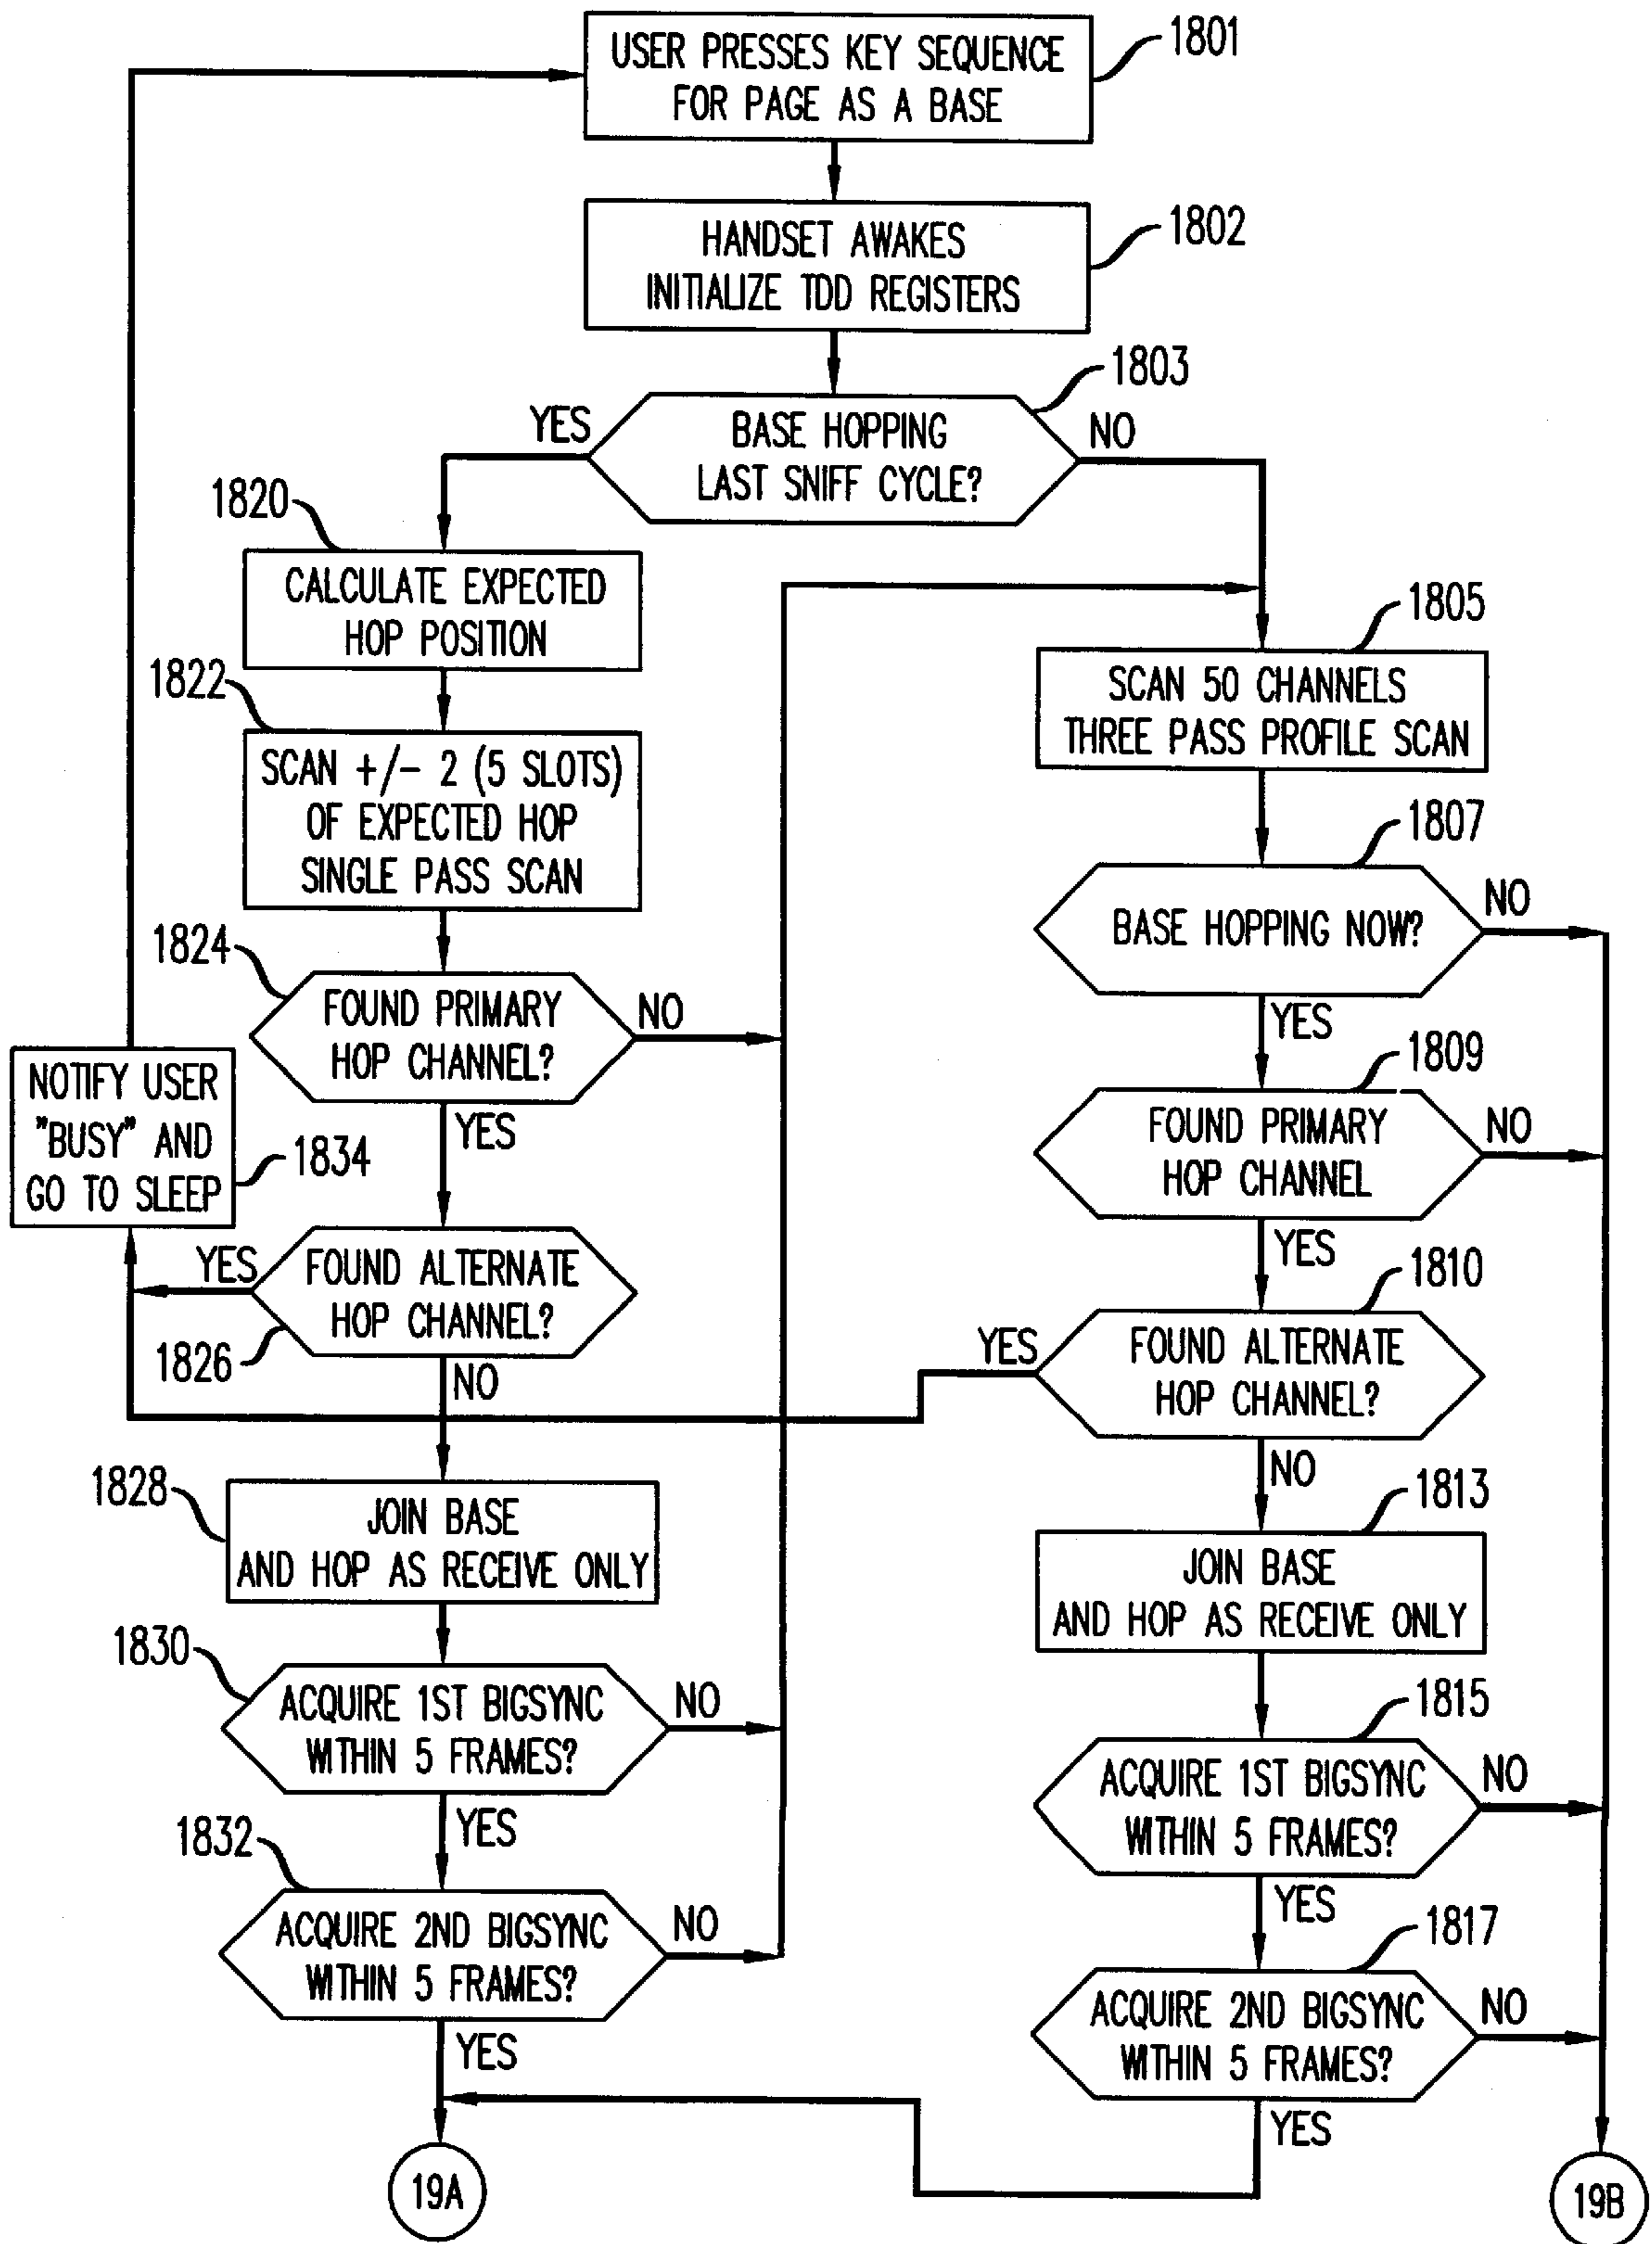 USER PRESSES KEY SEQUENCE
FOR PAGE AS A BASE
1801
HANDSET AWAKES
INITIALIZE TDD REGISTERS
1802
1803
YES
BASE HOPPING
LAST SNIFF CYCLE?
NO
1820
CALCULATE EXPECTED
HOP POSITION
1822
SCAN +/- 2 (5 SLOTS)
OF EXPECTED HOP
SINGLE PASS SCAN
1824
FOUND PRIMARY
HOP CHANNEL?
NO
YES
NOTIFY USER
"BUSY" AND
GO TO SLEEP
1834
YES
FOUND ALTERNATE
HOP CHANNEL?
1826
NO
1828
JOIN BASE
AND HOP AS RECEIVE ONLY
1830
ACQUIRE 1ST BIGSYNC
WITHIN 5 FRAMES?
NO
YES
1832
ACQUIRE 2ND BIGSYNC
WITHIN 5 FRAMES?
NO
YES
19A
1805
SCAN 50 CHANNELS
THREE PASS PROFILE SCAN
1807
BASE HOPPING NOW?
NO
YES
1809
FOUND PRIMARY
HOP CHANNEL
NO
YES
1810
YES
FOUND ALTERNATE
HOP CHANNEL?
NO
1813
JOIN BASE
AND HOP AS RECEIVE ONLY
1815
ACQUIRE 1ST BIGSYNC
WITHIN 5 FRAMES?
NO
YES
1817
ACQUIRE 2ND BIGSYNC
WITHIN 5 FRAMES?
NO
YES
19B